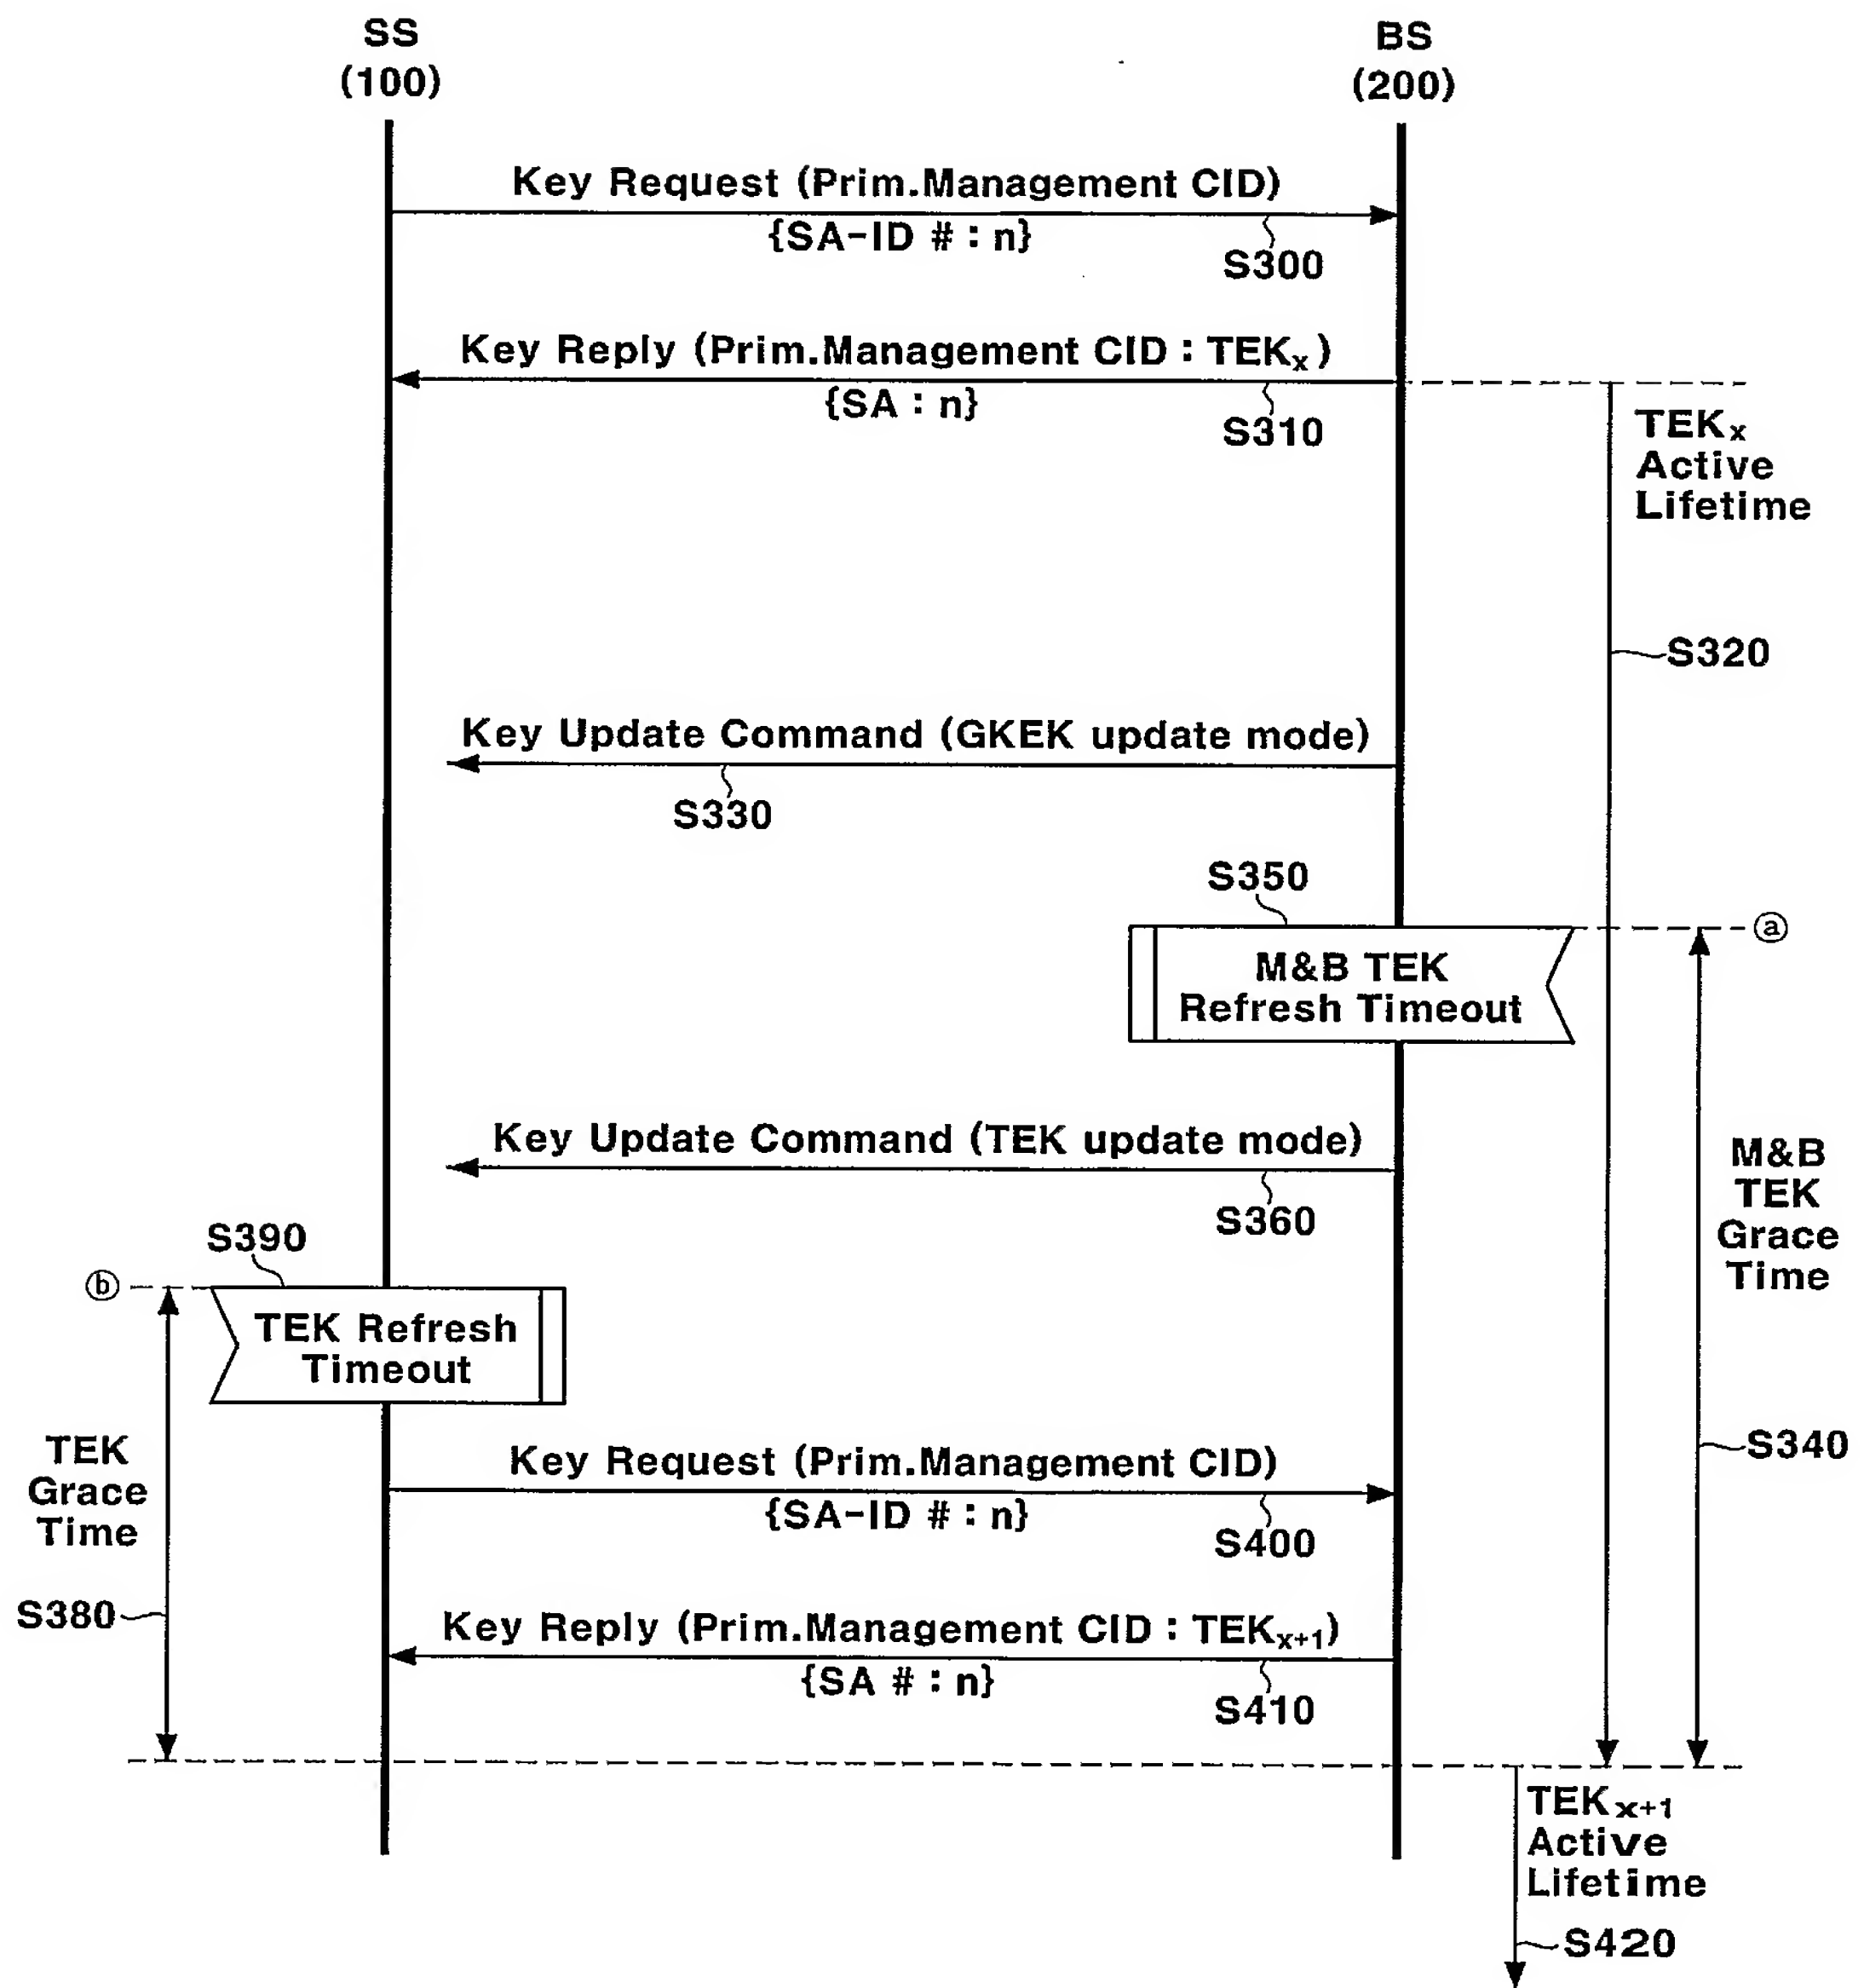 SS
(100)
BS
(200)
Key Request (Prim.Management CID)
{SA-ID # : n}
S300
Key Reply (Prim.Management CID : TEKx)
{SA : n}
S310
TEKx
Active
Lifetime
S320
Key Update Command (GKEK update mode)
S330
S350
ⓐ
M&B TEK
Refresh Timeout
Key Update Command (TEK update mode)
S360
M&B
TEK
Grace
Time
S390
ⓑ
TEK Refresh
Timeout
TEK
Grace
Time
S340
Key Request (Prim.Management CID)
{SA-ID # : n}
S400
S380
Key Reply (Prim.Management CID : TEKx+1)
{SA # : n}
S410
TEKx+1
Active
Lifetime
S420